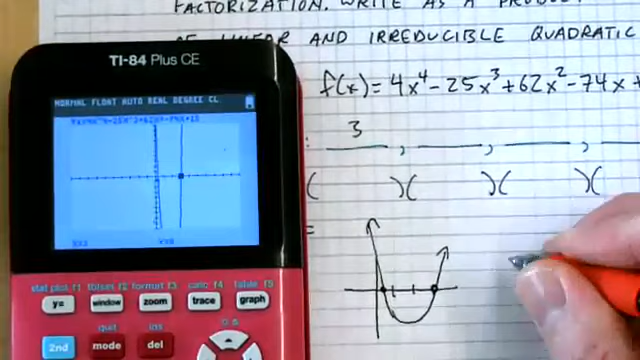 FACTORIZATION. WRITE AS A PRODUCT
OF LINEAR AND IRREDUCIBLE QUADRATIC
f(x) = 4x⁴ - 25x³ + 62x² - 74x +
: 3 , , ,
( )( )( )(
=
TI-84 Plus CE
NORMAL FLOAT AUTO REAL DEGREE CL
X=3 Y=0
stat plot f1 tblset f2 format f3 calc f4 table f5
y= window zoom trace graph
quit ins
2nd mode del